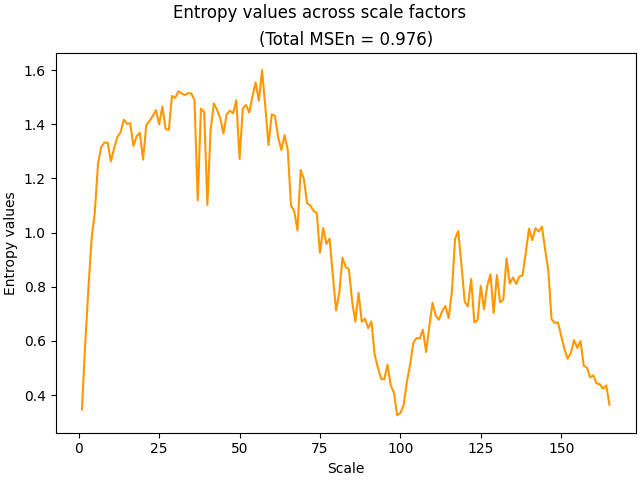 Entropy values across scale factors
(Total MSEn = 0.976)
1.6
1.4
1.2
1.0
0.8
0.6
0.4
Entropy values
0 25 50 75 100 125 150
Scale